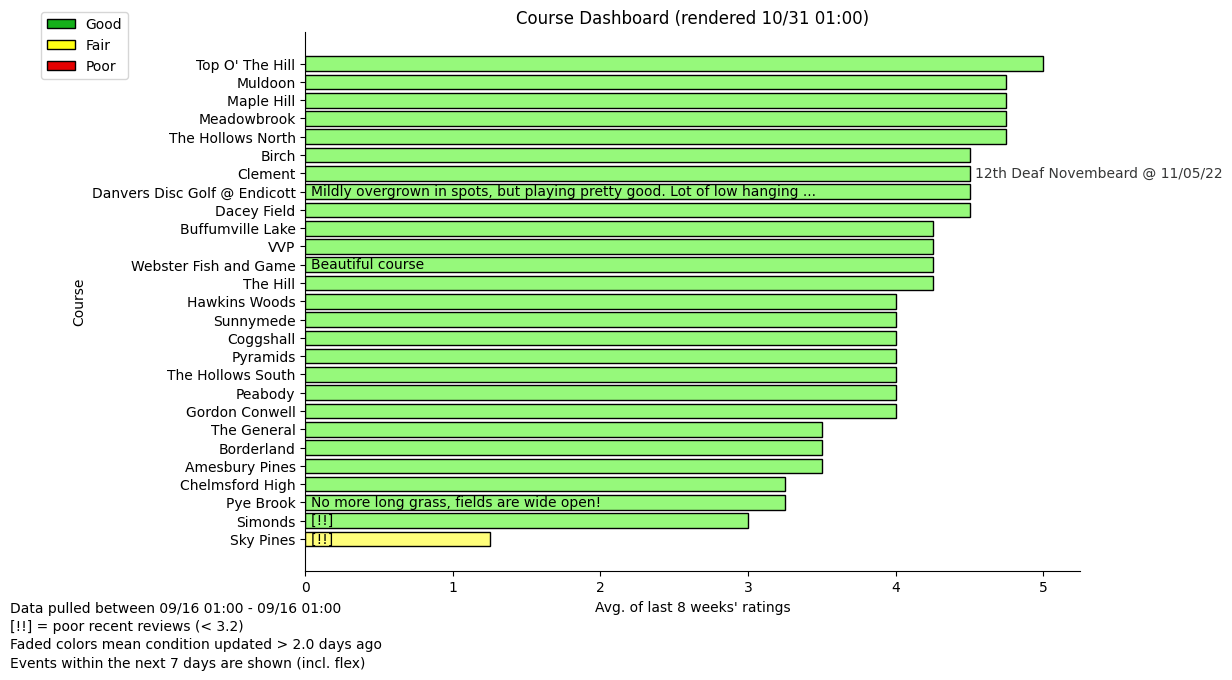 Good
Fair
Poor
Course Dashboard (rendered 10/31 01:00)
Top O' The Hill
Muldoon
Maple Hill
Meadowbrook
The Hollows North
Birch
Clement 12th Deaf Novembeard @ 11/05/22
Danvers Disc Golf @ Endicott Mildly overgrown in spots, but playing pretty good. Lot of low hanging ...
Dacey Field
Buffumville Lake
VVP
Webster Fish and Game Beautiful course
The Hill
Hawkins Woods
Sunnymede
Coggshall
Pyramids
The Hollows South
Peabody
Gordon Conwell
The General
Borderland
Amesbury Pines
Chelmsford High
Pye Brook No more long grass, fields are wide open!
Simonds [!!]
Sky Pines [!!]
Course
0 1 2 3 4 5
Avg. of last 8 weeks' ratings
Data pulled between 09/16 01:00 - 09/16 01:00
[!!] = poor recent reviews (< 3.2)
Faded colors mean condition updated > 2.0 days ago
Events within the next 7 days are shown (incl. flex)